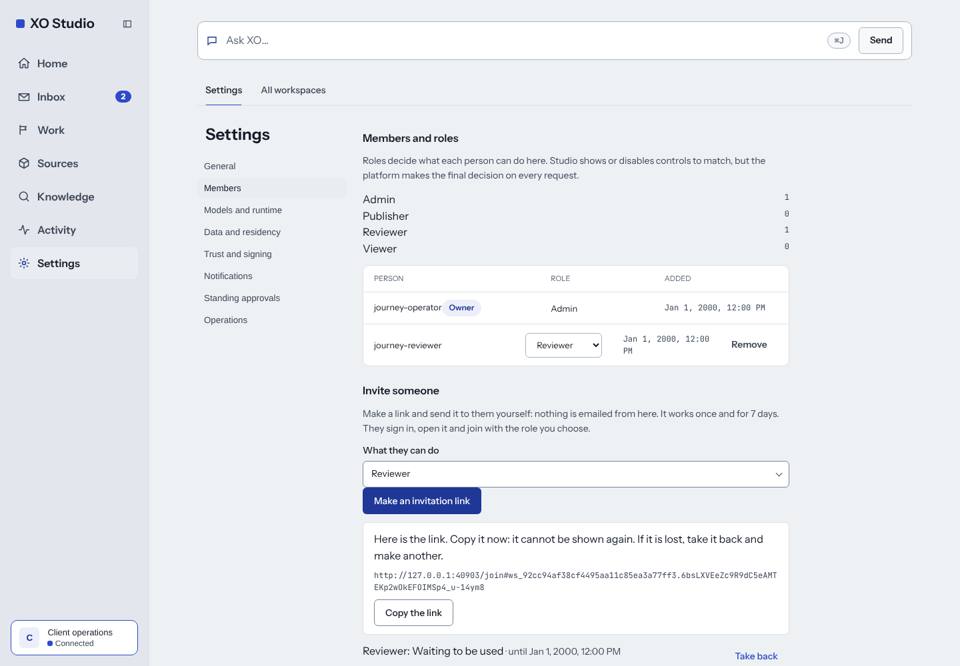 XO Studio
Home
Inbox 2
Work
Sources
Knowledge
Activity
Settings
C Client operations
Connected
Ask XO... ⌘J Send
Settings All workspaces
Settings
General
Members
Models and runtime
Data and residency
Trust and signing
Notifications
Standing approvals
Operations
Members and roles
Roles decide what each person can do here. Studio shows or disables controls to match, but the
platform makes the final decision on every request.
Admin 1
Publisher 0
Reviewer 1
Viewer 0
PERSON ROLE ADDED
journey-operator Owner Admin Jan 1, 2000, 12:00 PM
journey-reviewer Reviewer Jan 1, 2000, 12:00
PM Remove
Invite someone
Make a link and send it to them yourself: nothing is emailed from here. It works once and for 7 days.
They sign in, open it and join with the role you choose.
What they can do
Reviewer
Make an invitation link
Here is the link. Copy it now: it cannot be shown again. If it is lost, take it back and
make another.
http://127.0.0.1:40903/join#ws_92cc94af38cf4495aa11c85ea3a77ff3.6bsLXVEeZc9R9dC5eAMT
EKp2wOkEFOIMSp4_u-14ym8
Copy the link
Reviewer: Waiting to be used · until Jan 1, 2000, 12:00 PM Take back